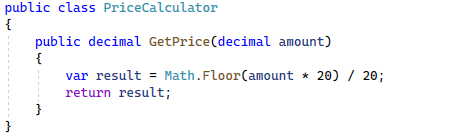 public class PriceCalculator
{
public decimal GetPrice(decimal amount)
{
var result = Math.Floor(amount * 20) / 20;
return result;
}
}